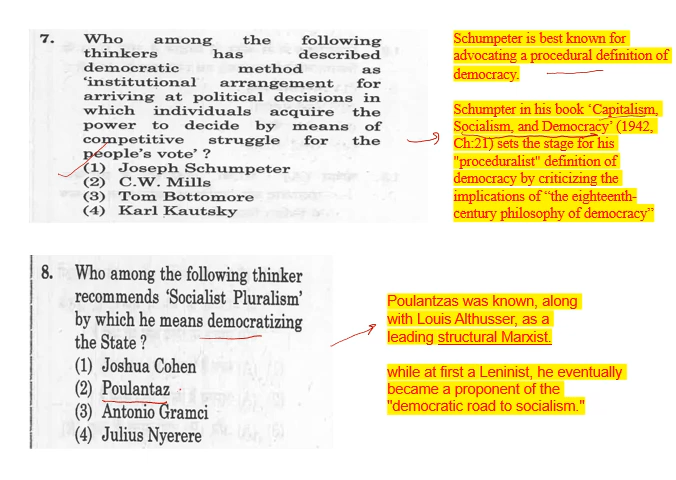 7. Who among the following
thinkers has described
democratic method as
‘institutional arrangement for
arriving at political decisions in
which individuals acquire the
power to decide by means of
competitive struggle for the
people’s vote’ ?
(1) Joseph Schumpeter
(2) C.W. Mills
(3) Tom Bottomore
(4) Karl Kautsky
Schumpeter is best known for
advocating a procedural definition of
democracy.
Schumpter in his book ‘Capitalism,
Socialism, and Democracy’ (1942,
Ch:21) sets the stage for his
"proceduralist" definition of
democracy by criticizing the
implications of “the eighteenth-
century philosophy of democracy”
8. Who among the following thinker
recommends ‘Socialist Pluralism’
by which he means democratizing
the State ?
(1) Joshua Cohen
(2) Poulantaz
(3) Antonio Gramci
(4) Julius Nyerere
Poulantzas was known, along
with Louis Althusser, as a
leading structural Marxist.
while at first a Leninist, he eventually
became a proponent of the
"democratic road to socialism."